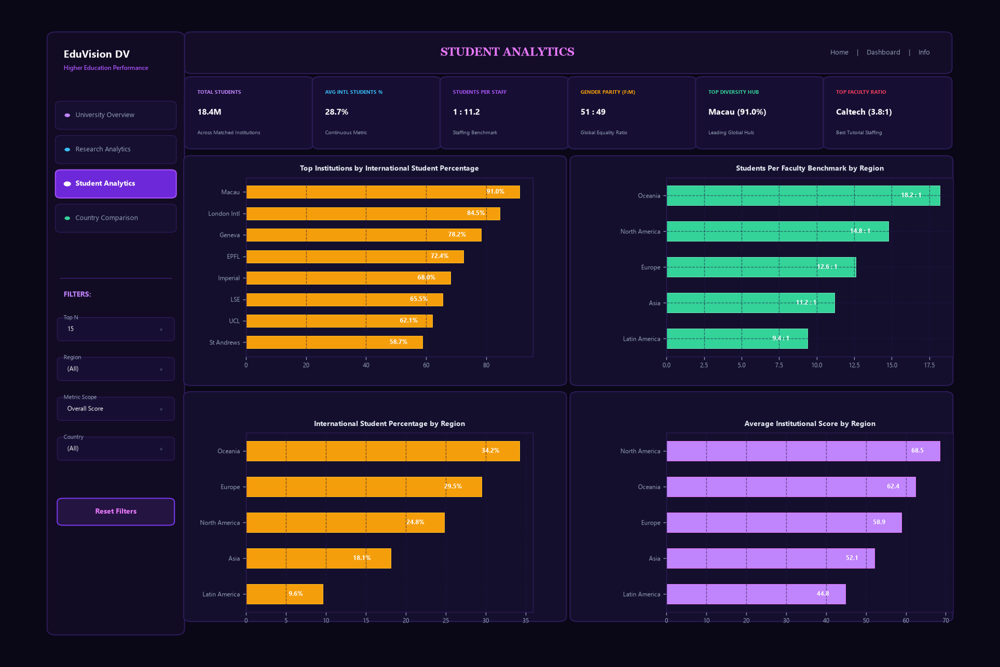 EduVision DV
Higher Education Performance
University Overview
Research Analytics
Student Analytics
Country Comparison
FILTERS:
Top N
15
v
Region
(All)
v
Metric Scope
Overall Score
v
Country
(All)
v
Reset Filters
STUDENT ANALYTICS
Home | Dashboard | Info
TOTAL STUDENTS
18.4M
Across Matched Institutions
AVG INTL STUDENTS %
28.7%
Continuous Metric
STUDENTS PER STAFF
1 : 11.2
Staffing Benchmark
GENDER PARITY (F:M)
51 : 49
Global Equality Ratio
TOP DIVERSITY HUB
Macau (91.0%)
Leading Global Hub
TOP FACULTY RATIO
Caltech (3.8:1)
Best Tutorial Staffing
Top Institutions by International Student Percentage
Macau 91.0%
London Intl 84.5%
Geneva 78.2%
EPFL 72.4%
Imperial 68.0%
LSE 65.5%
UCL 62.1%
St Andrews 58.7%
0 20 40 60 80
Students Per Faculty Benchmark by Region
Oceania 18.2 : 1
North America 14.8 : 1
Europe 12.6 : 1
Asia 11.2 : 1
Latin America 9.4 : 1
0.0 2.5 5.0 7.5 10.0 12.5 15.0 17.5
International Student Percentage by Region
Oceania 34.2%
Europe 29.5%
North America 24.8%
Asia 18.1%
Latin America 9.6%
0 5 10 15 20 25 30 35
Average Institutional Score by Region
North America 68.5
Oceania 62.4
Europe 58.9
Asia 52.1
Latin America 44.8
0 10 20 30 40 50 60 70